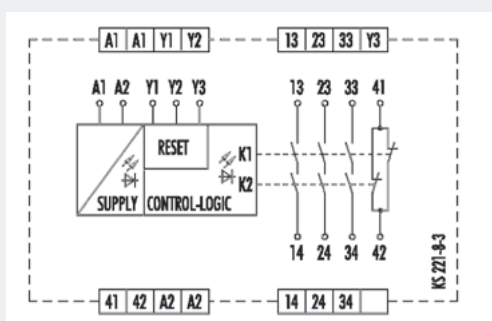 A1 A1 Y1 Y2 13 23 33 Y3
A1 A2 Y1 Y2 Y3 13 23 33 41
RESET
K1
K2
SUPPLY CONTROL-LOGIC
14 24 34 42
KS 221-8-3
41 42 A2 A2 14 24 34